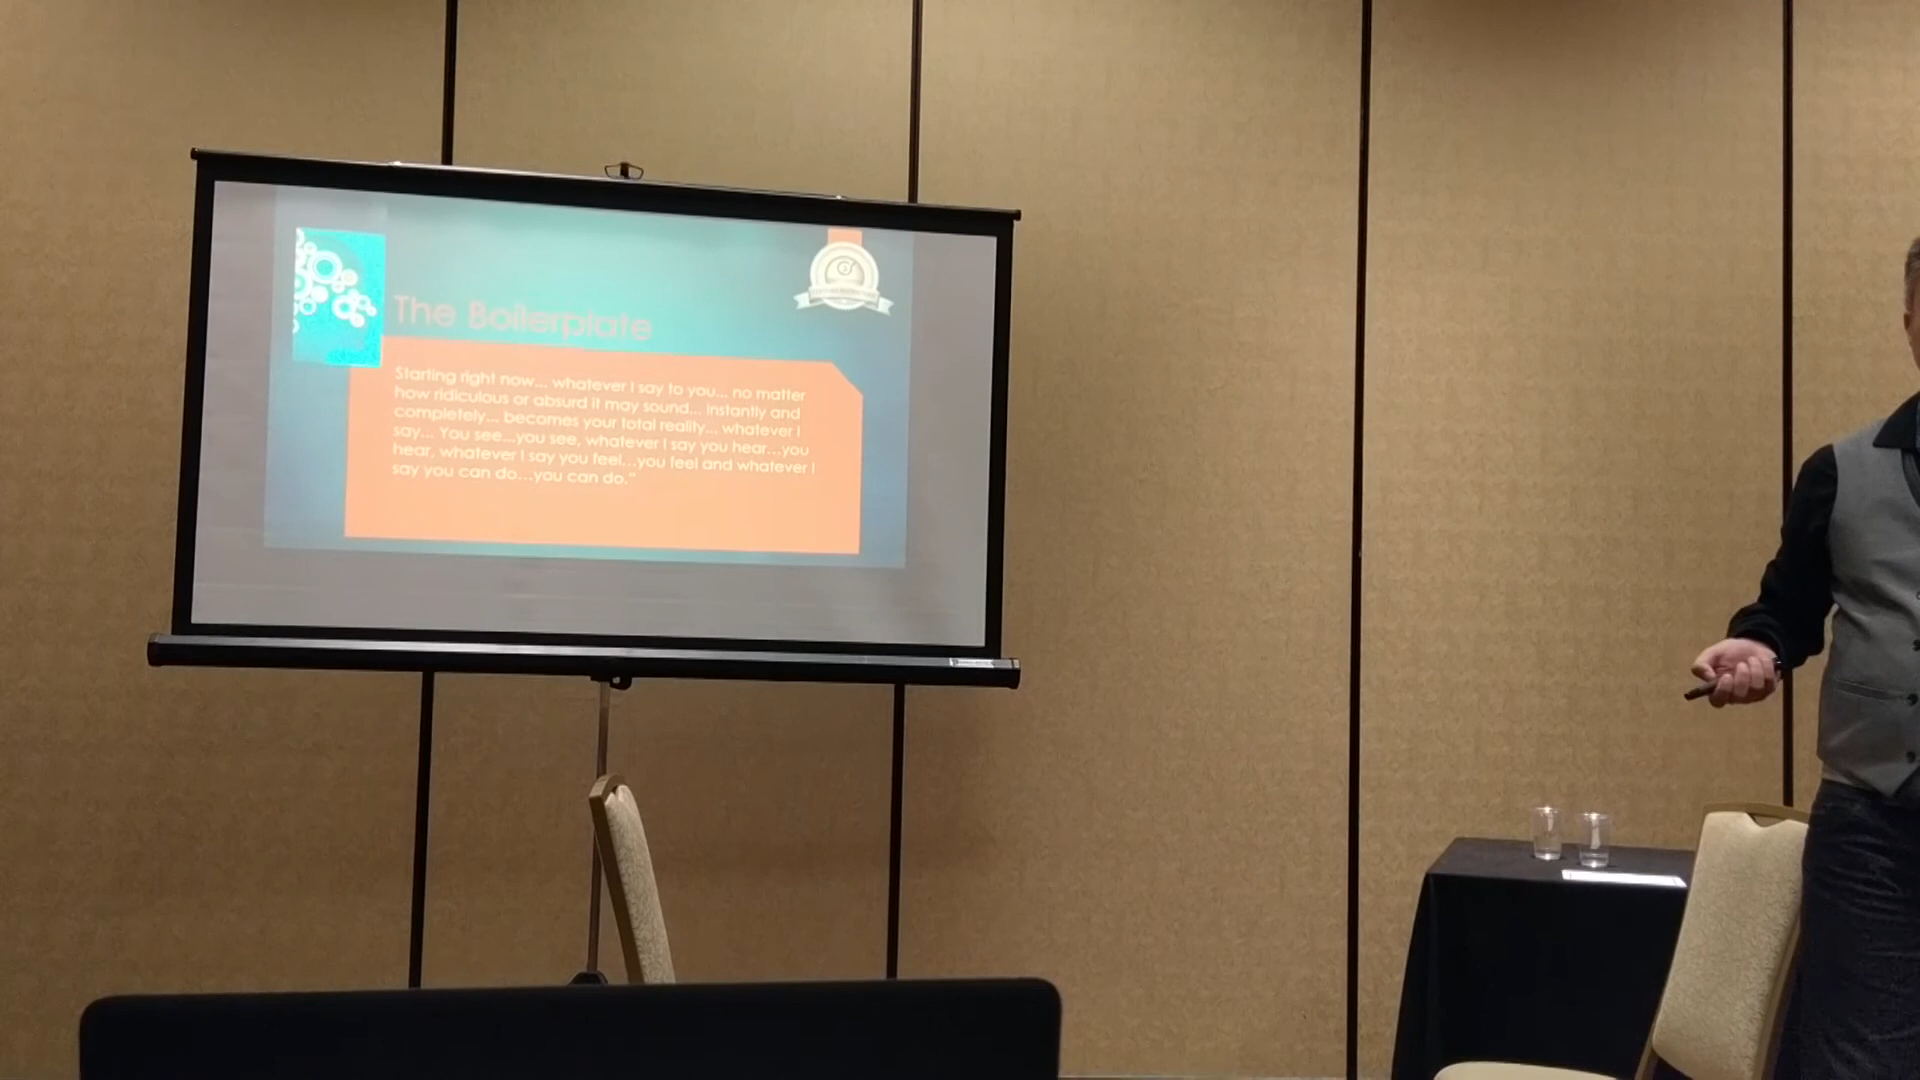 The Boilerplate
Starting right now... whatever I say to you... no matter
how ridiculous or absurd it may sound... instantly and
completely... becomes your total reality... whatever I
say... You see...you see, whatever I say you hear...you
hear, whatever I say you feel...you feel and whatever I
say you can do...you can do."